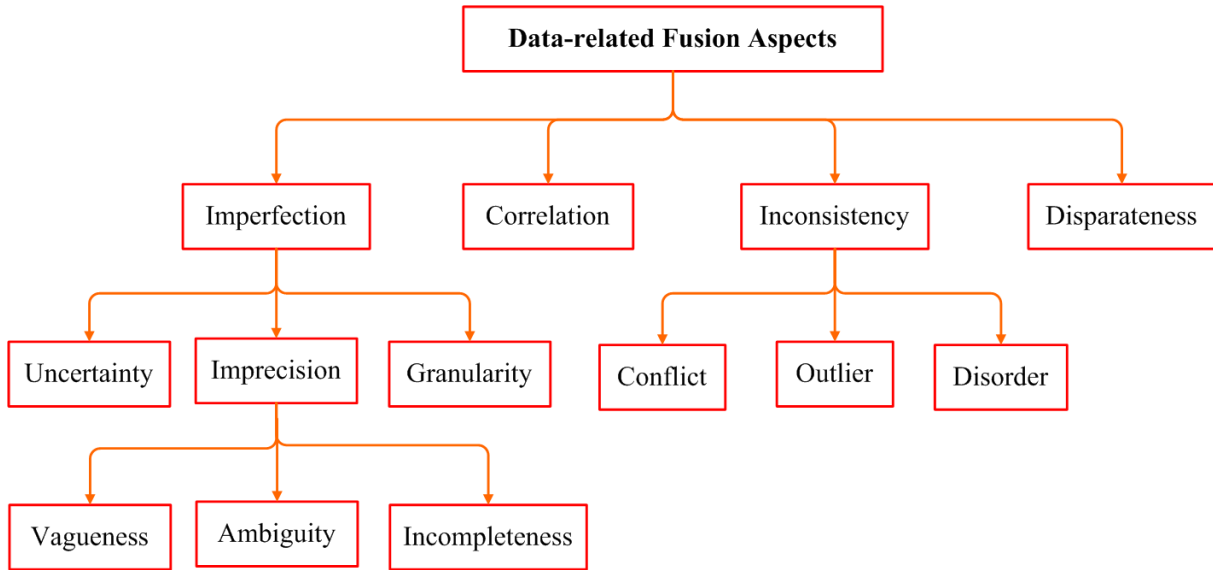 Data-related Fusion Aspects
Imperfection
Correlation
Inconsistency
Disparateness
Uncertainty
Imprecision
Granularity
Conflict
Outlier
Disorder
Vagueness
Ambiguity
Incompleteness